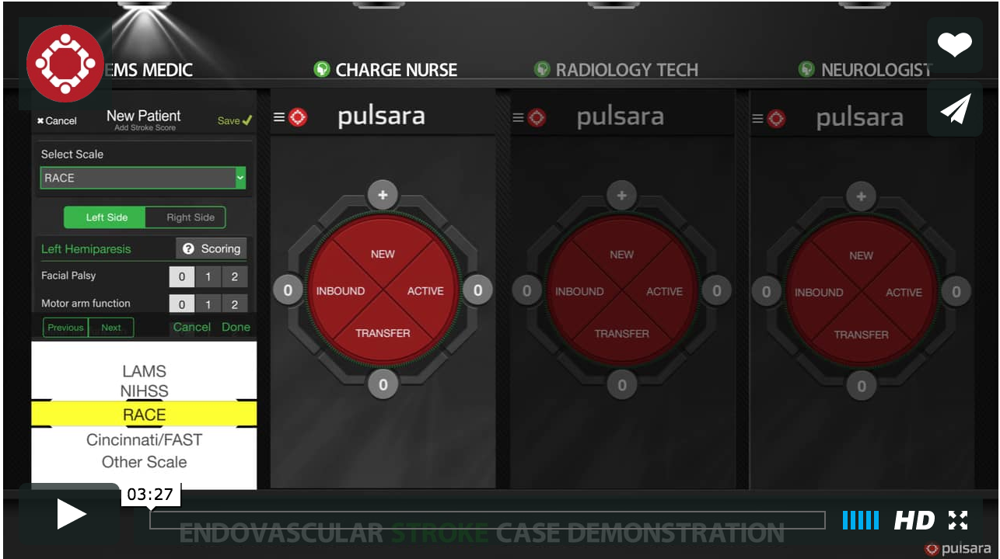 EMS MEDIC
CHARGE NURSE
RADIOLOGY TECH
NEUROLOGIST
✖ Cancel
New Patient
Add Stroke Score
Save ✓
Select Scale
RACE
Left Side
Right Side
Left Hemiparesis
? Scoring
Facial Palsy 0 1 2
Motor arm function 0 1 2
Previous
Next
Cancel
Done
LAMS
NIHSS
RACE
Cincinnati/FAST
Other Scale
pulsara
+
NEW
0
INBOUND
ACTIVE
0
TRANSFER
0
pulsara
+
NEW
0
INBOUND
ACTIVE
0
TRANSFER
0
pulsara
+
NEW
0
INBOUND
ACTIVE
0
TRANSFER
0
03:27
HD
ENDOVASCULAR STROKE CASE DEMONSTRATION
pulsara